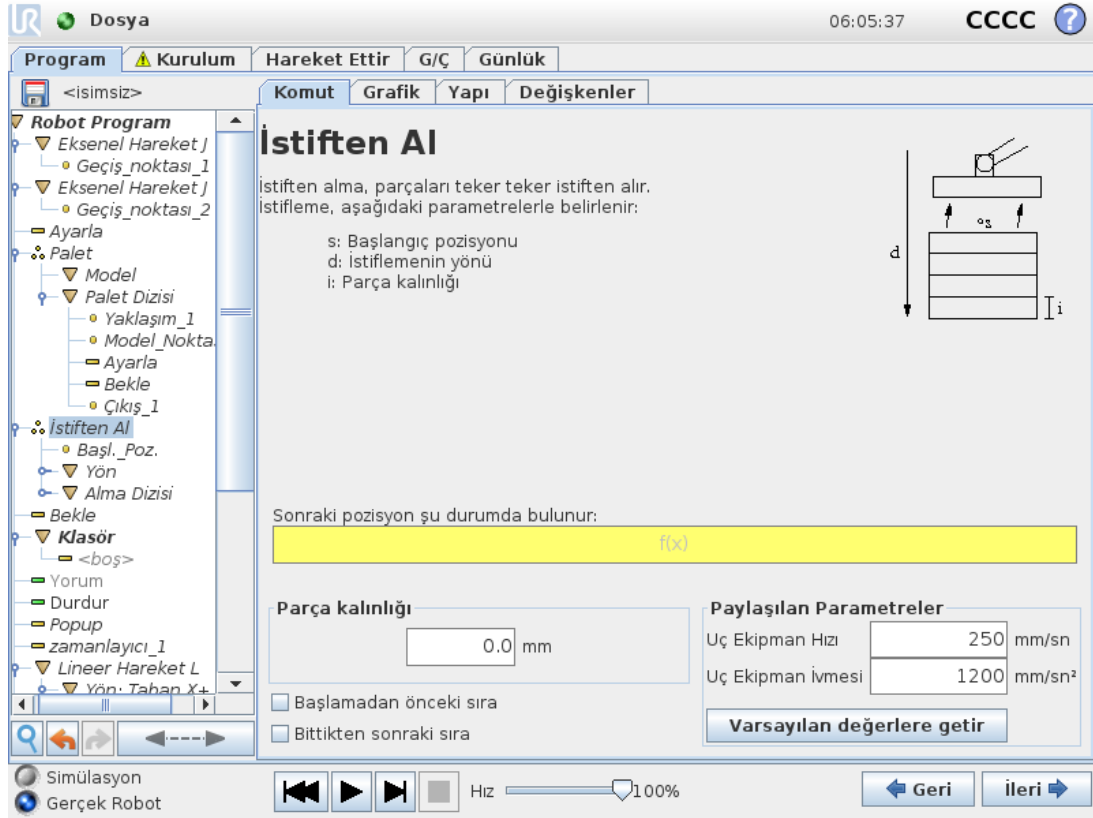 UR Dosya 06:05:37 CCCC ?
Program Kurulum Hareket Ettir G/Ç Günlük
<isimsiz>
Komut Grafik Yapı Değişkenler
Robot Program
Eksenel Hareket J
Geçiş_noktası_1
Eksenel Hareket J
Geçiş_noktası_2
Ayarla
Palet
Model
Palet Dizisi
Yaklaşım_1
Model_Nokta
Ayarla
Bekle
Çıkış_1
İstiften Al
Başl._Poz.
Yön
Alma Dizisi
Bekle
Klasör
<boş>
Yorum
Durdur
Popup
zamanlayıcı_1
Lineer Hareket L
Yön: Taban X+
İstiften Al
İstiften alma, parçaları teker teker istiften alır.
İstifleme, aşağıdaki parametrelerle belirlenir:
s: Başlangıç pozisyonu
d: İstiflemenin yönü
i: Parça kalınlığı
s
d
i
Sonraki pozisyon şu durumda bulunur:
f(x)
Parça kalınlığı
0.0 mm
Başlamadan önceki sıra
Bittikten sonraki sıra
Paylaşılan Parametreler
Uç Ekipman Hızı 250 mm/sn
Uç Ekipman İvmesi 1200 mm/sn²
Varsayılan değerlere getir
Simülasyon
Gerçek Robot
Hız 100%
Geri İleri